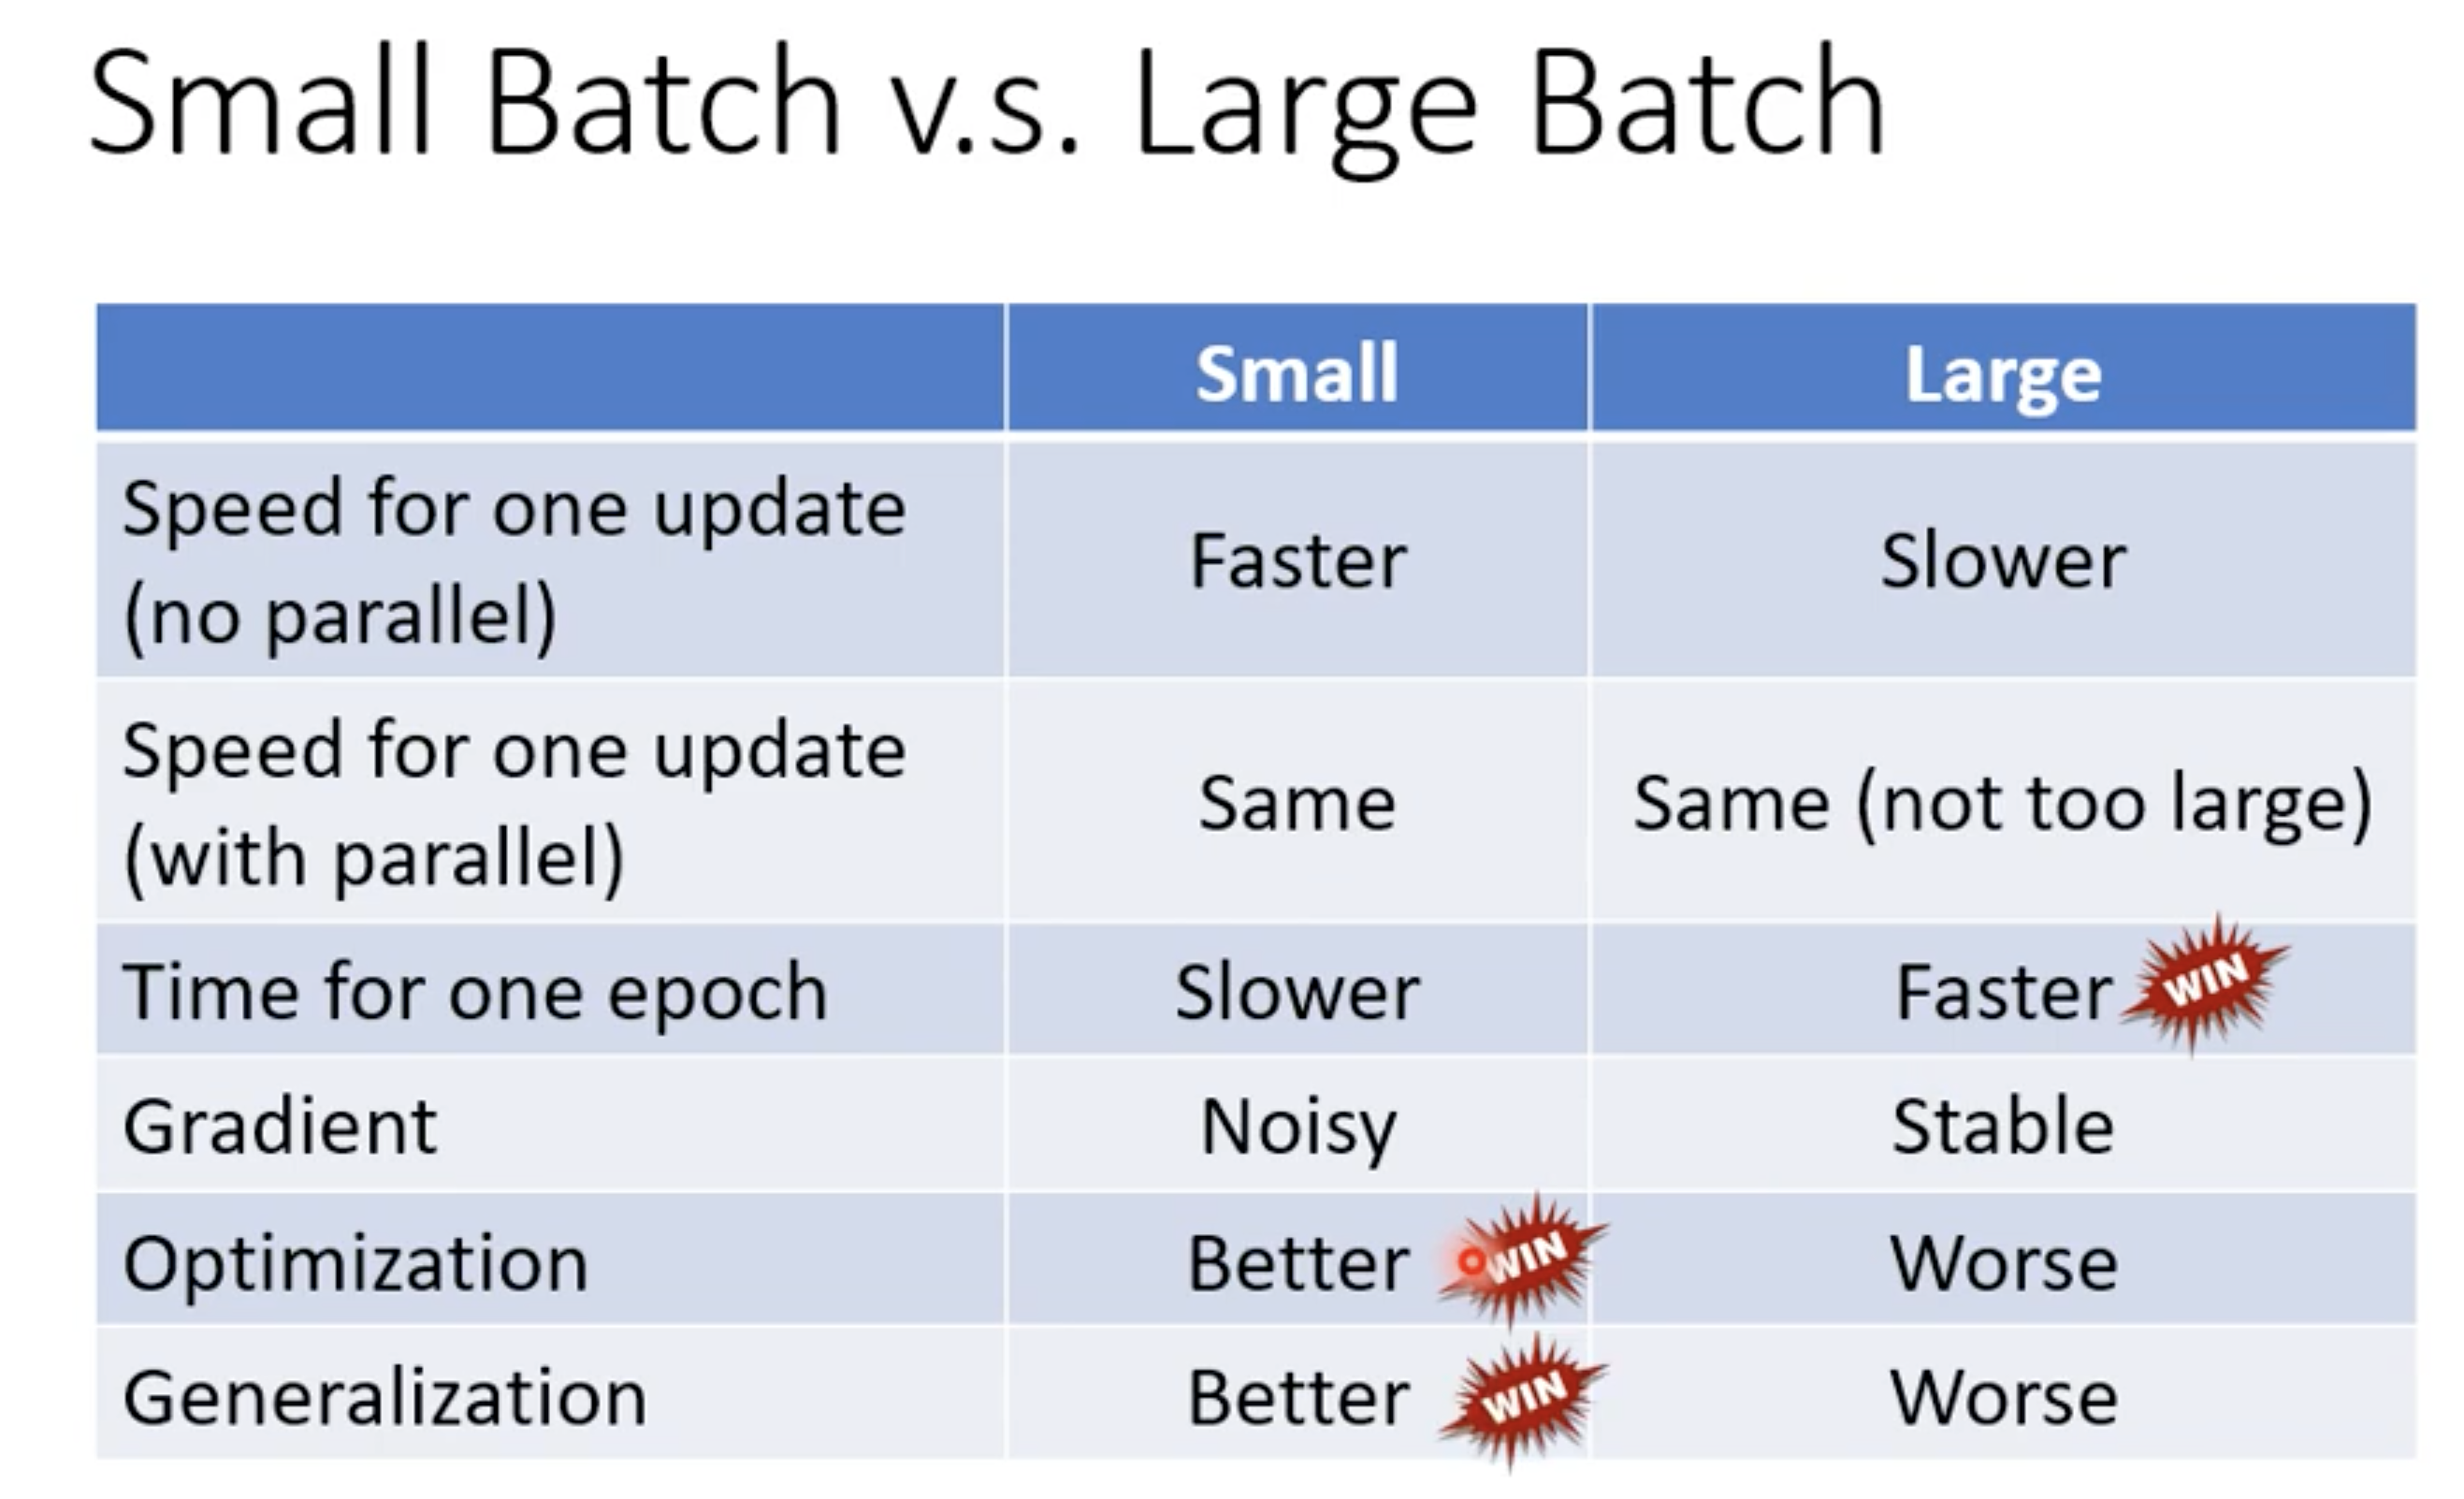 Small Batch v.s. Large Batch
Small Large
Speed for one update
(no parallel)
Faster Slower
Speed for one update
(with parallel)
Same Same (not too large)
Time for one epoch Slower Faster WIN
Gradient Noisy Stable
Optimization Better WIN Worse
Generalization Better WIN Worse